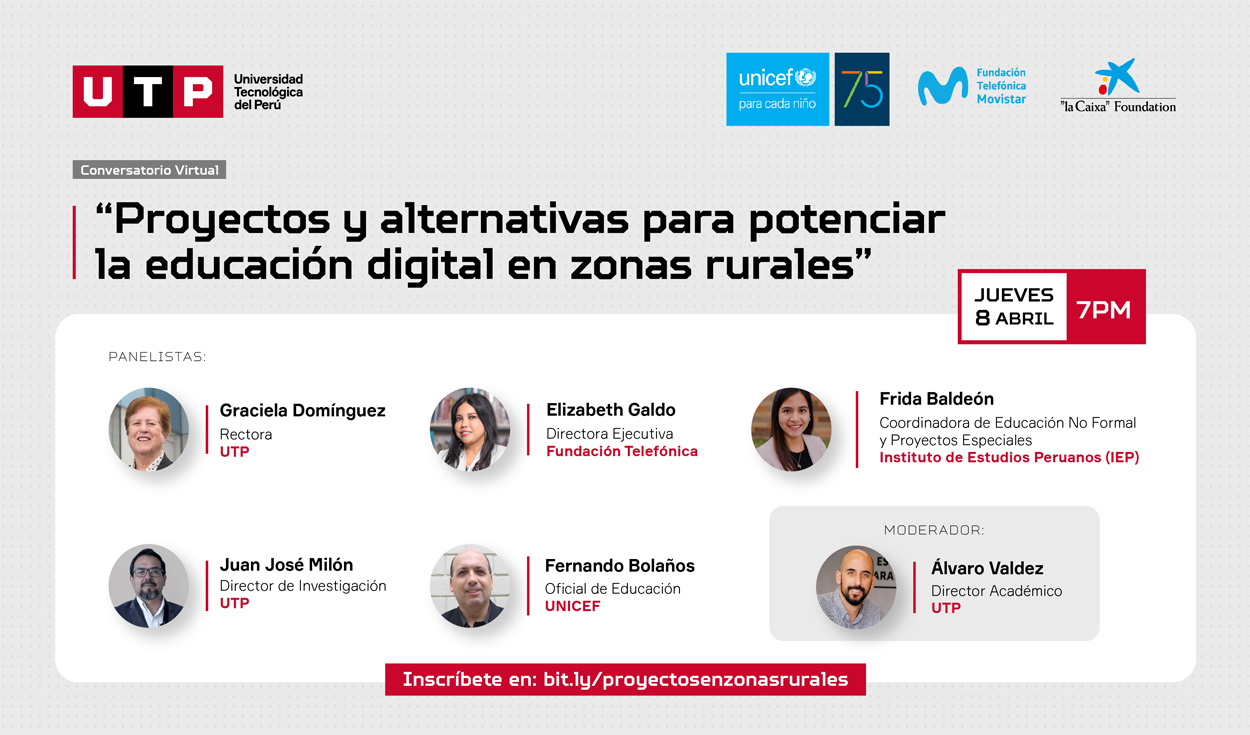 UTP
Universidad
Tecnológica
del Perú
unicef
para cada niño
75
Fundación
Telefónica
Movistar
"la Caixa" Foundation
Conversatorio Virtual
“Proyectos y alternativas para potenciar
la educación digital en zonas rurales”
JUEVES
8 ABRIL
7PM
PANELISTAS:
Graciela Domínguez
Rectora
UTP
Elizabeth Galdo
Directora Ejecutiva
Fundación Telefónica
Frida Baldeón
Coordinadora de Educación No Formal
y Proyectos Especiales
Instituto de Estudios Peruanos (IEP)
Juan José Milón
Director de Investigación
UTP
Fernando Bolaños
Oficial de Educación
UNICEF
MODERADOR:
ES
ARA
Álvaro Valdez
Director Académico
UTP
Inscríbete en: bit.ly/proyectosenzonasrurales